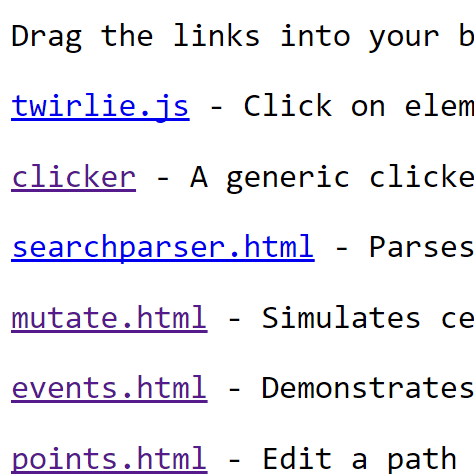 Drag the links into your b
twirlie.js - Click on elem
clicker - A generic clicke
searchparser.html - Parses
mutate.html - Simulates ce
events.html - Demonstrates
points.html - Edit a path